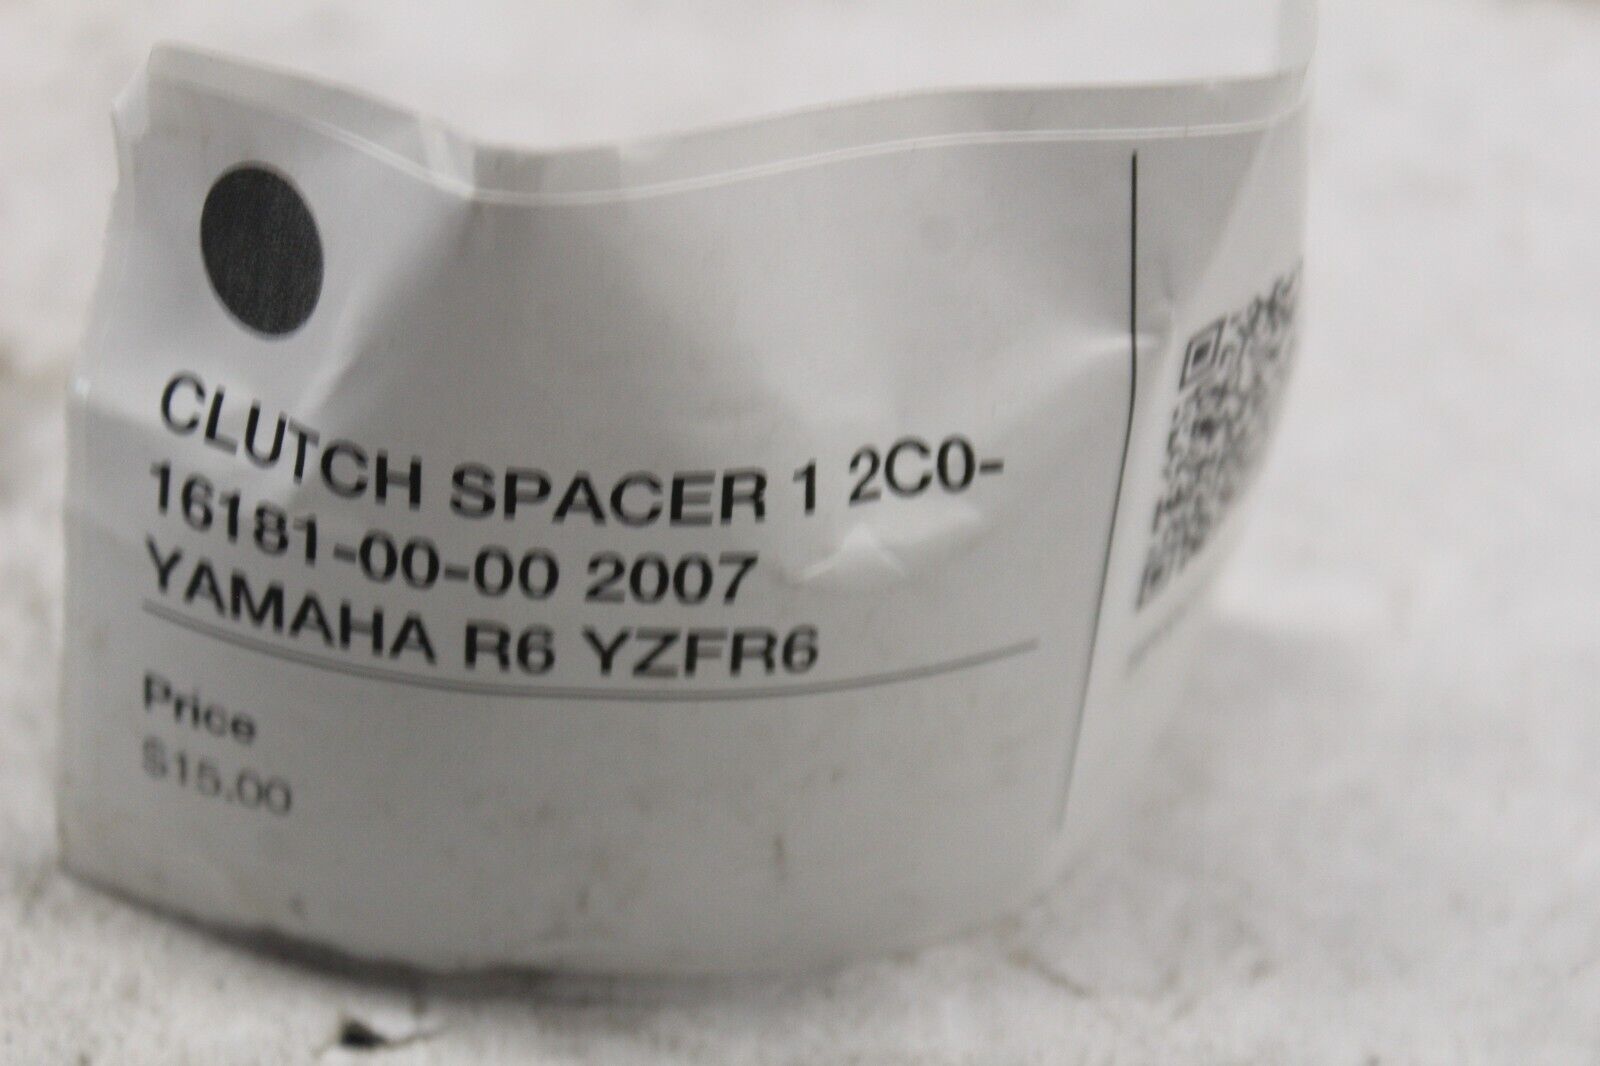 CLUTCH SPACER 1 2C0-
16181-00-00 2007
YAMAHA R6 YZFR6
Price
$15.00